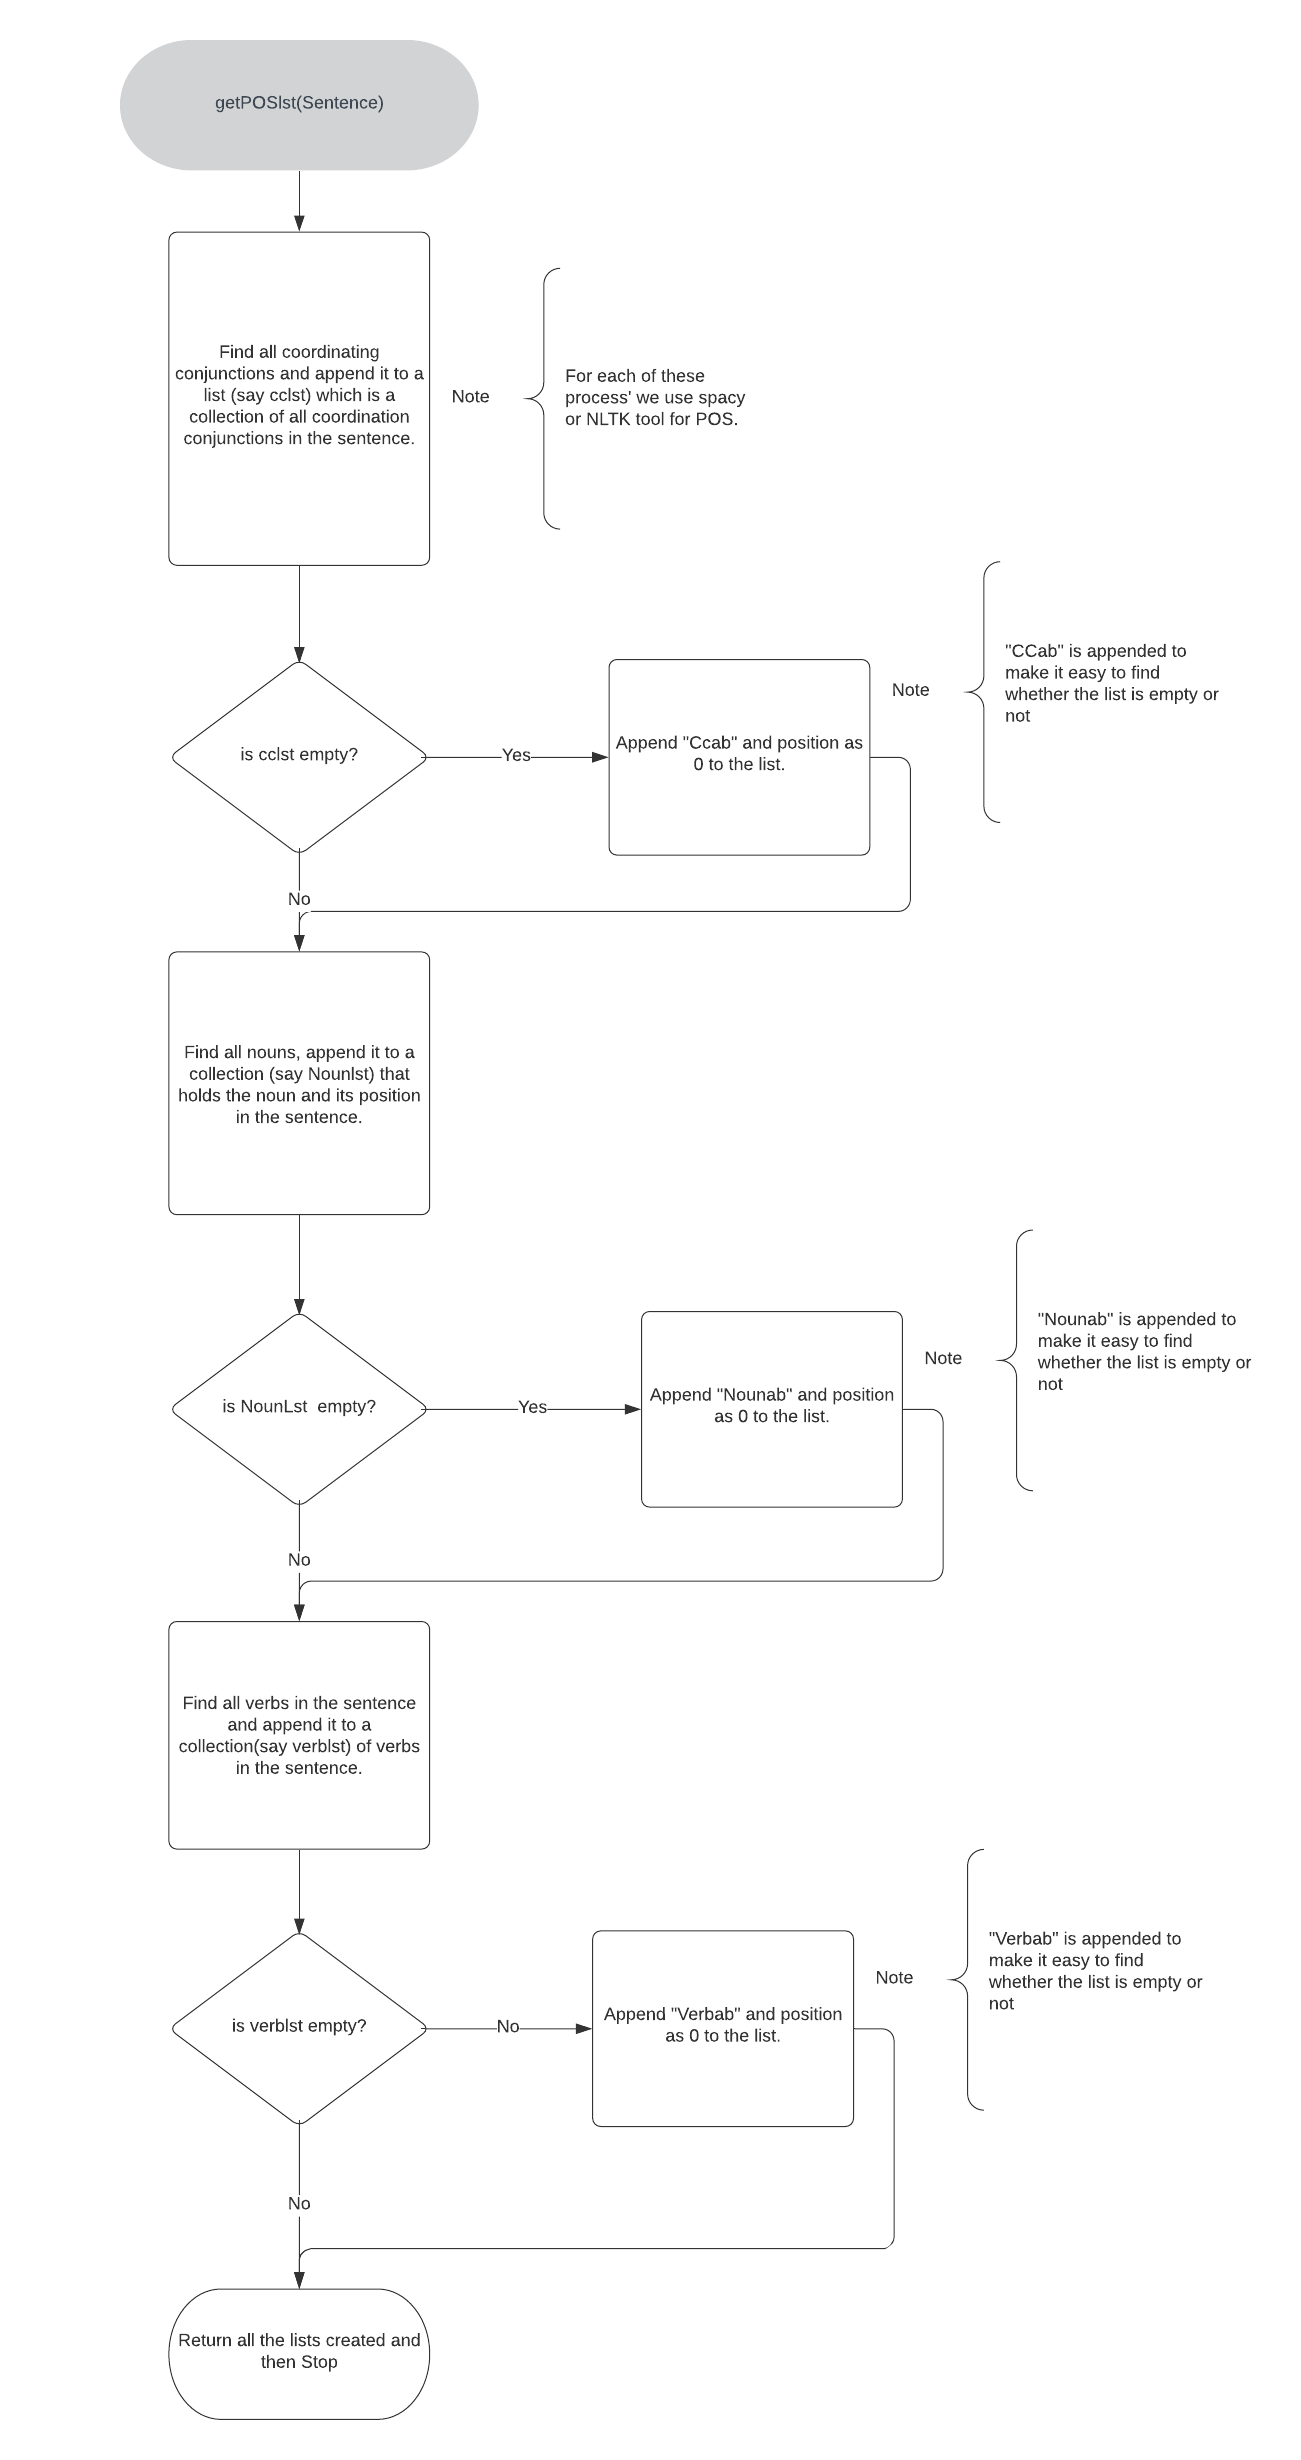 getPOSlst(Sentence)
Find all coordinating
conjunctions and append it to a
list (say cclst) which is a
collection of all coordination
conjunctions in the sentence.
Note
For each of these
process' we use spacy
or NLTK tool for POS.
is cclst empty?
Yes
Append "Ccab" and position as
0 to the list.
Note
"CCab" is appended to
make it easy to find
whether the list is empty or
not
No
Find all nouns, append it to a
collection (say Nounlst) that
holds the noun and its position
in the sentence.
is NounLst  empty?
Yes
Append "Nounab" and position
as 0 to the list.
Note
"Nounab" is appended to
make it easy to find
whether the list is empty or
not
No
Find all verbs in the sentence
and append it to a
collection(say verblst) of verbs
in the sentence.
is verblst empty?
No
Append "Verbab" and position
as 0 to the list.
Note
"Verbab" is appended to
make it easy to find
whether the list is empty or
not
No
Return all the lists created and
then Stop